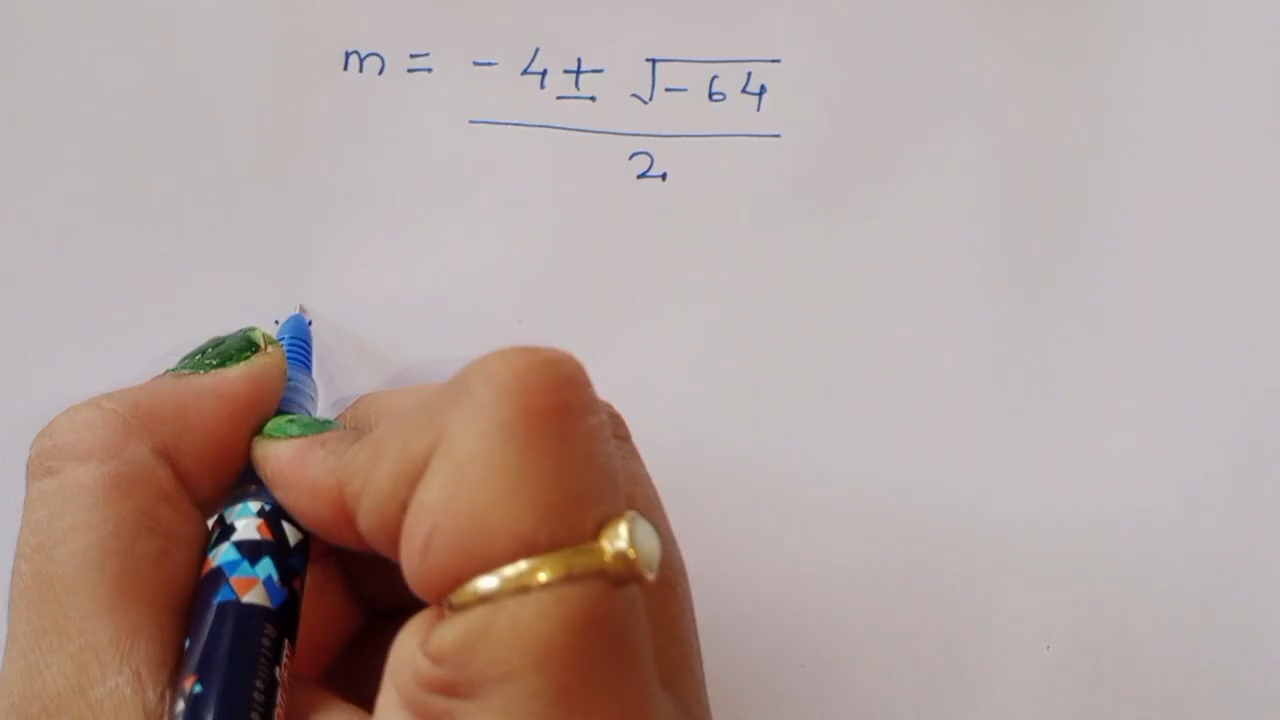 m = - 4 ± √-64
2